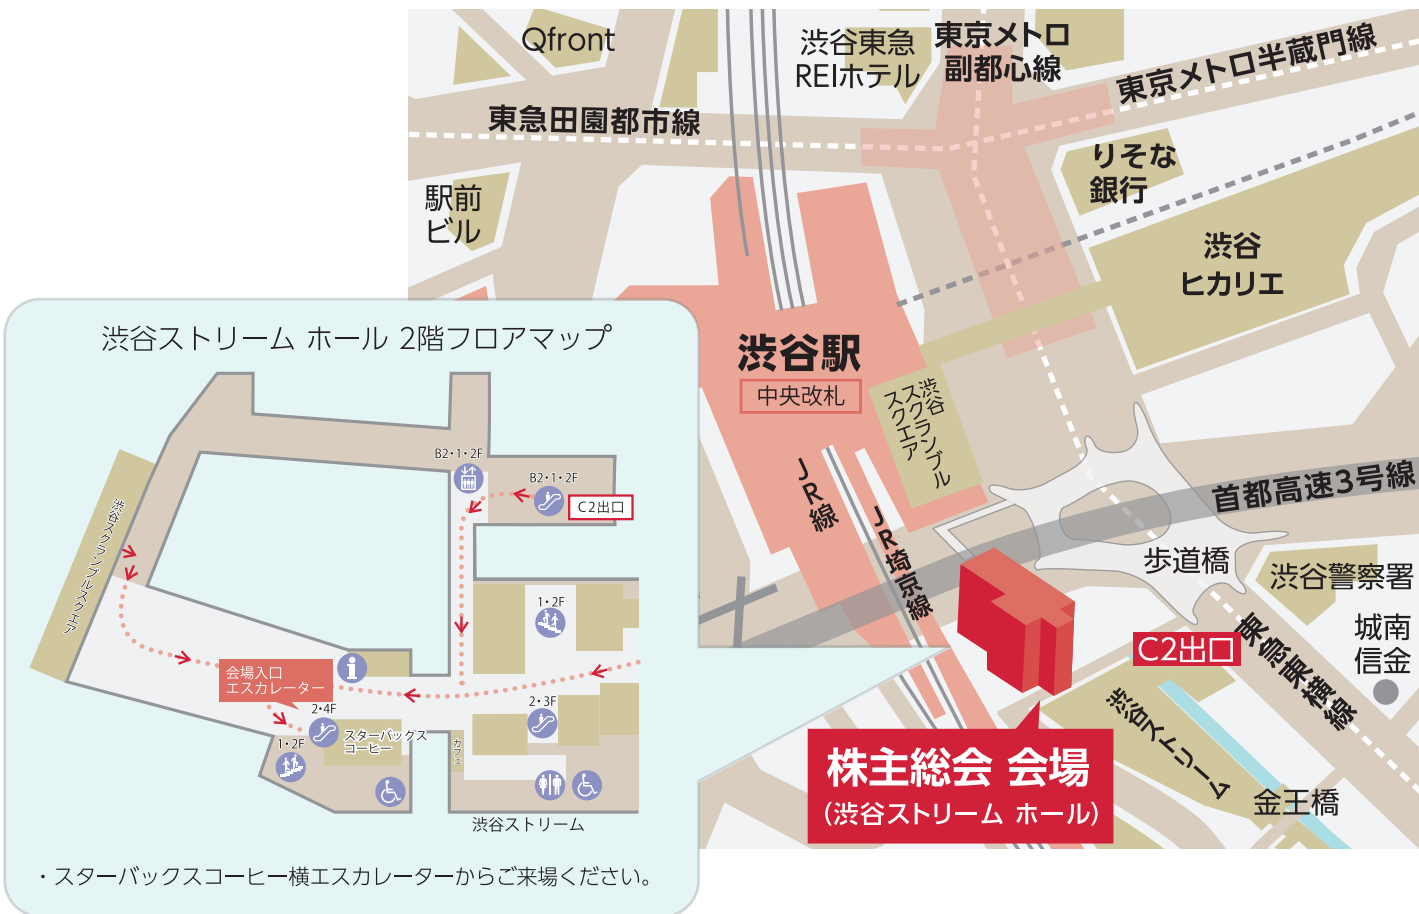 Qfront
渋谷東急
REIホテル
東京メトロ
副都心線
東京メトロ半蔵門線
東急田園都市線
りそな
銀行
駅前
ビル
渋谷
ヒカリエ
渋谷駅
中央改札
渋谷
スクランブル
スクエア
JR線
JR埼京線
首都高速3号線
歩道橋
渋谷警察署
城南
信金
C2出口
東急東横線
渋谷ストリーム
金王橋
株主総会 会場
(渋谷ストリーム ホール)
渋谷ストリーム ホール 2階フロアマップ
B2・1・2F
B2・1・2F
C2出口
渋谷スクランブルスクエア
1・2F
会場入口
エスカレーター
2・4F
2・3F
スターバックス
コーヒー
カフェ
1・2F
渋谷ストリーム
・スターバックスコーヒー横エスカレーターからご来場ください。